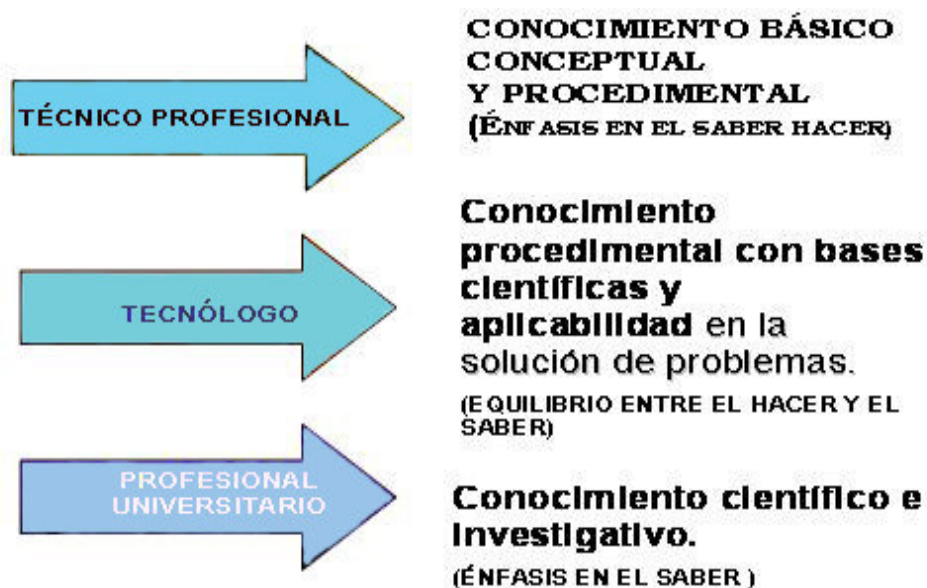 TÉCNICO PROFESIONAL
CONOCIMIENTO BÁSICO
CONCEPTUAL
Y PROCEDIMENTAL
(ÉNFASIS EN EL SABER HACER)
TECNÓLOGO
Conocimiento
procedimental con bases
científicas y
aplicabilidad en la
solución de problemas.
(EQUILIBRIO ENTRE EL HACER Y EL
SABER)
PROFESIONAL
UNIVERSITARIO
Conocimiento científico e
investigativo.
(ÉNFASIS EN EL SABER )